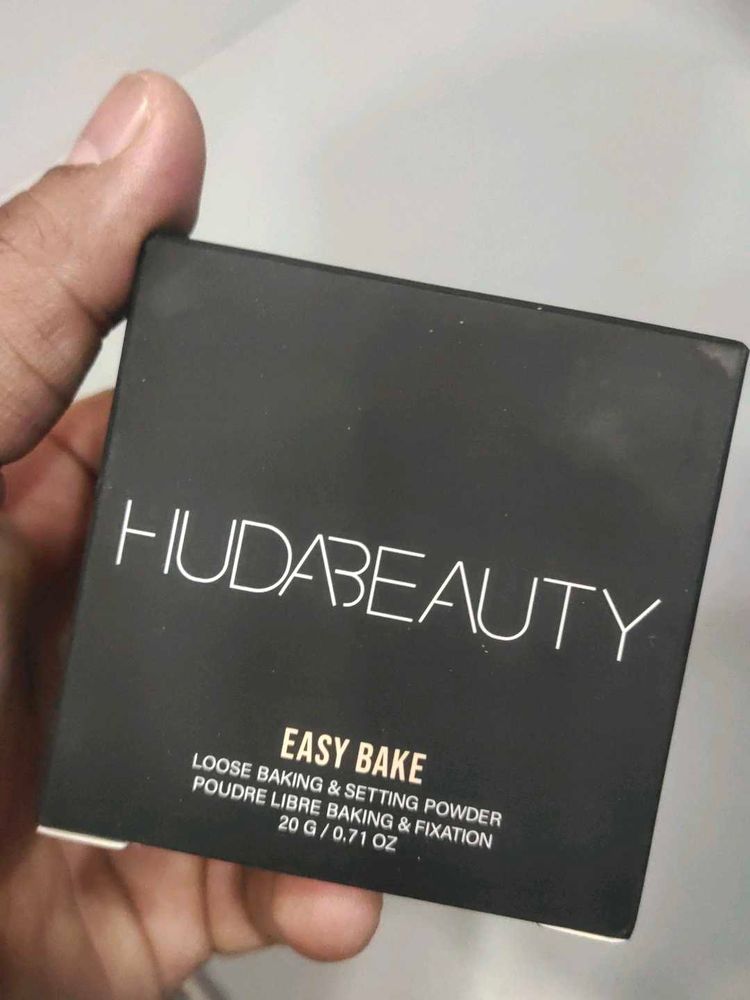 HUDABEAUTY
EASY BAKE
LOOSE BAKING & SETTING POWDER
POUDRE LIBRE BAKING & FIXATION
20 G / 0.71 OZ